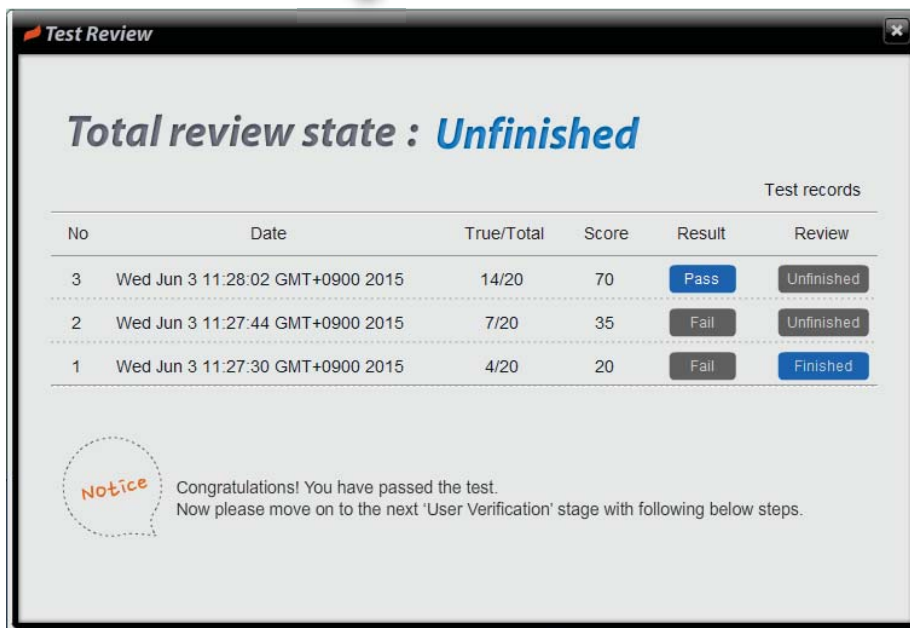 Test Review
Total review state : Unfinished
Test records
No Date True/Total Score Result Review
3 Wed Jun 3 11:28:02 GMT+0900 2015 14/20 70 Pass Unfinished
2 Wed Jun 3 11:27:44 GMT+0900 2015 7/20 35 Fail Unfinished
1 Wed Jun 3 11:27:30 GMT+0900 2015 4/20 20 Fail Finished
Notice
Congratulations! You have passed the test.
Now please move on to the next ‘User Verification’ stage with following below steps.